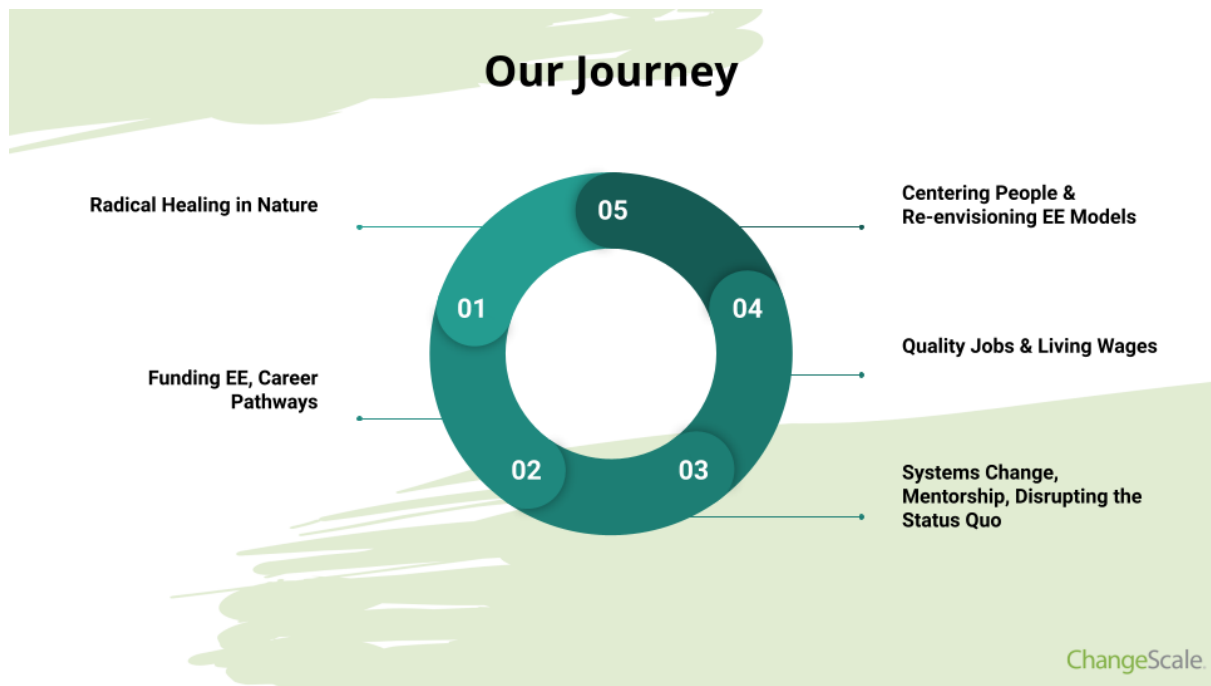 Our Journey
Radical Healing in Nature
01
Funding EE, Career
Pathways
02
03
Systems Change,
Mentorship, Disrupting the
Status Quo
04
Quality Jobs & Living Wages
05
Centering People &
Re-envisioning EE Models
ChangeScale.